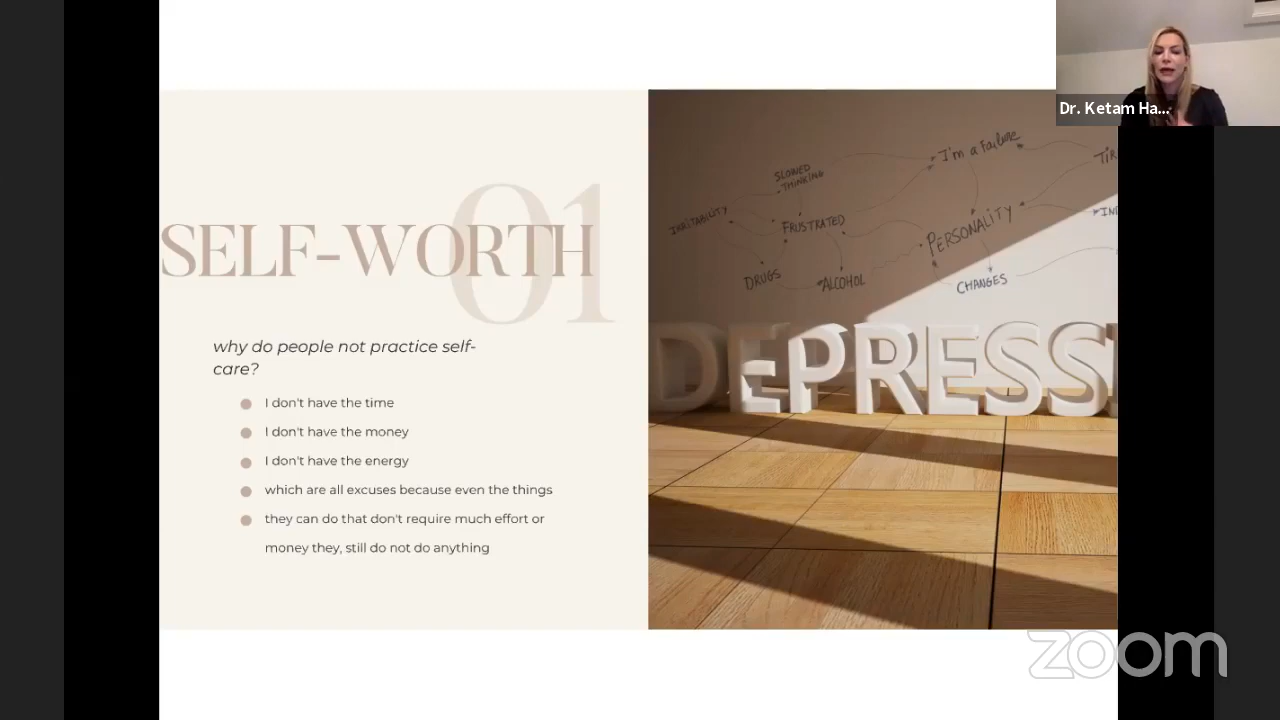 Dr. Ketam Ha...
01
SELF-WORTH
why do people not practice self-
care?
I don't have the time
I don't have the money
I don't have the energy
which are all excuses because even the things
they can do that don't require much effort or
money they, still do not do anything
I'm a Failure
TIR
SLOWED
THINKING
IRRITABILITY
FRUSTRATED
PERSONALITY
IN
DRUGS
ALCOHOL
CHANGES
DEPRESS
zoom